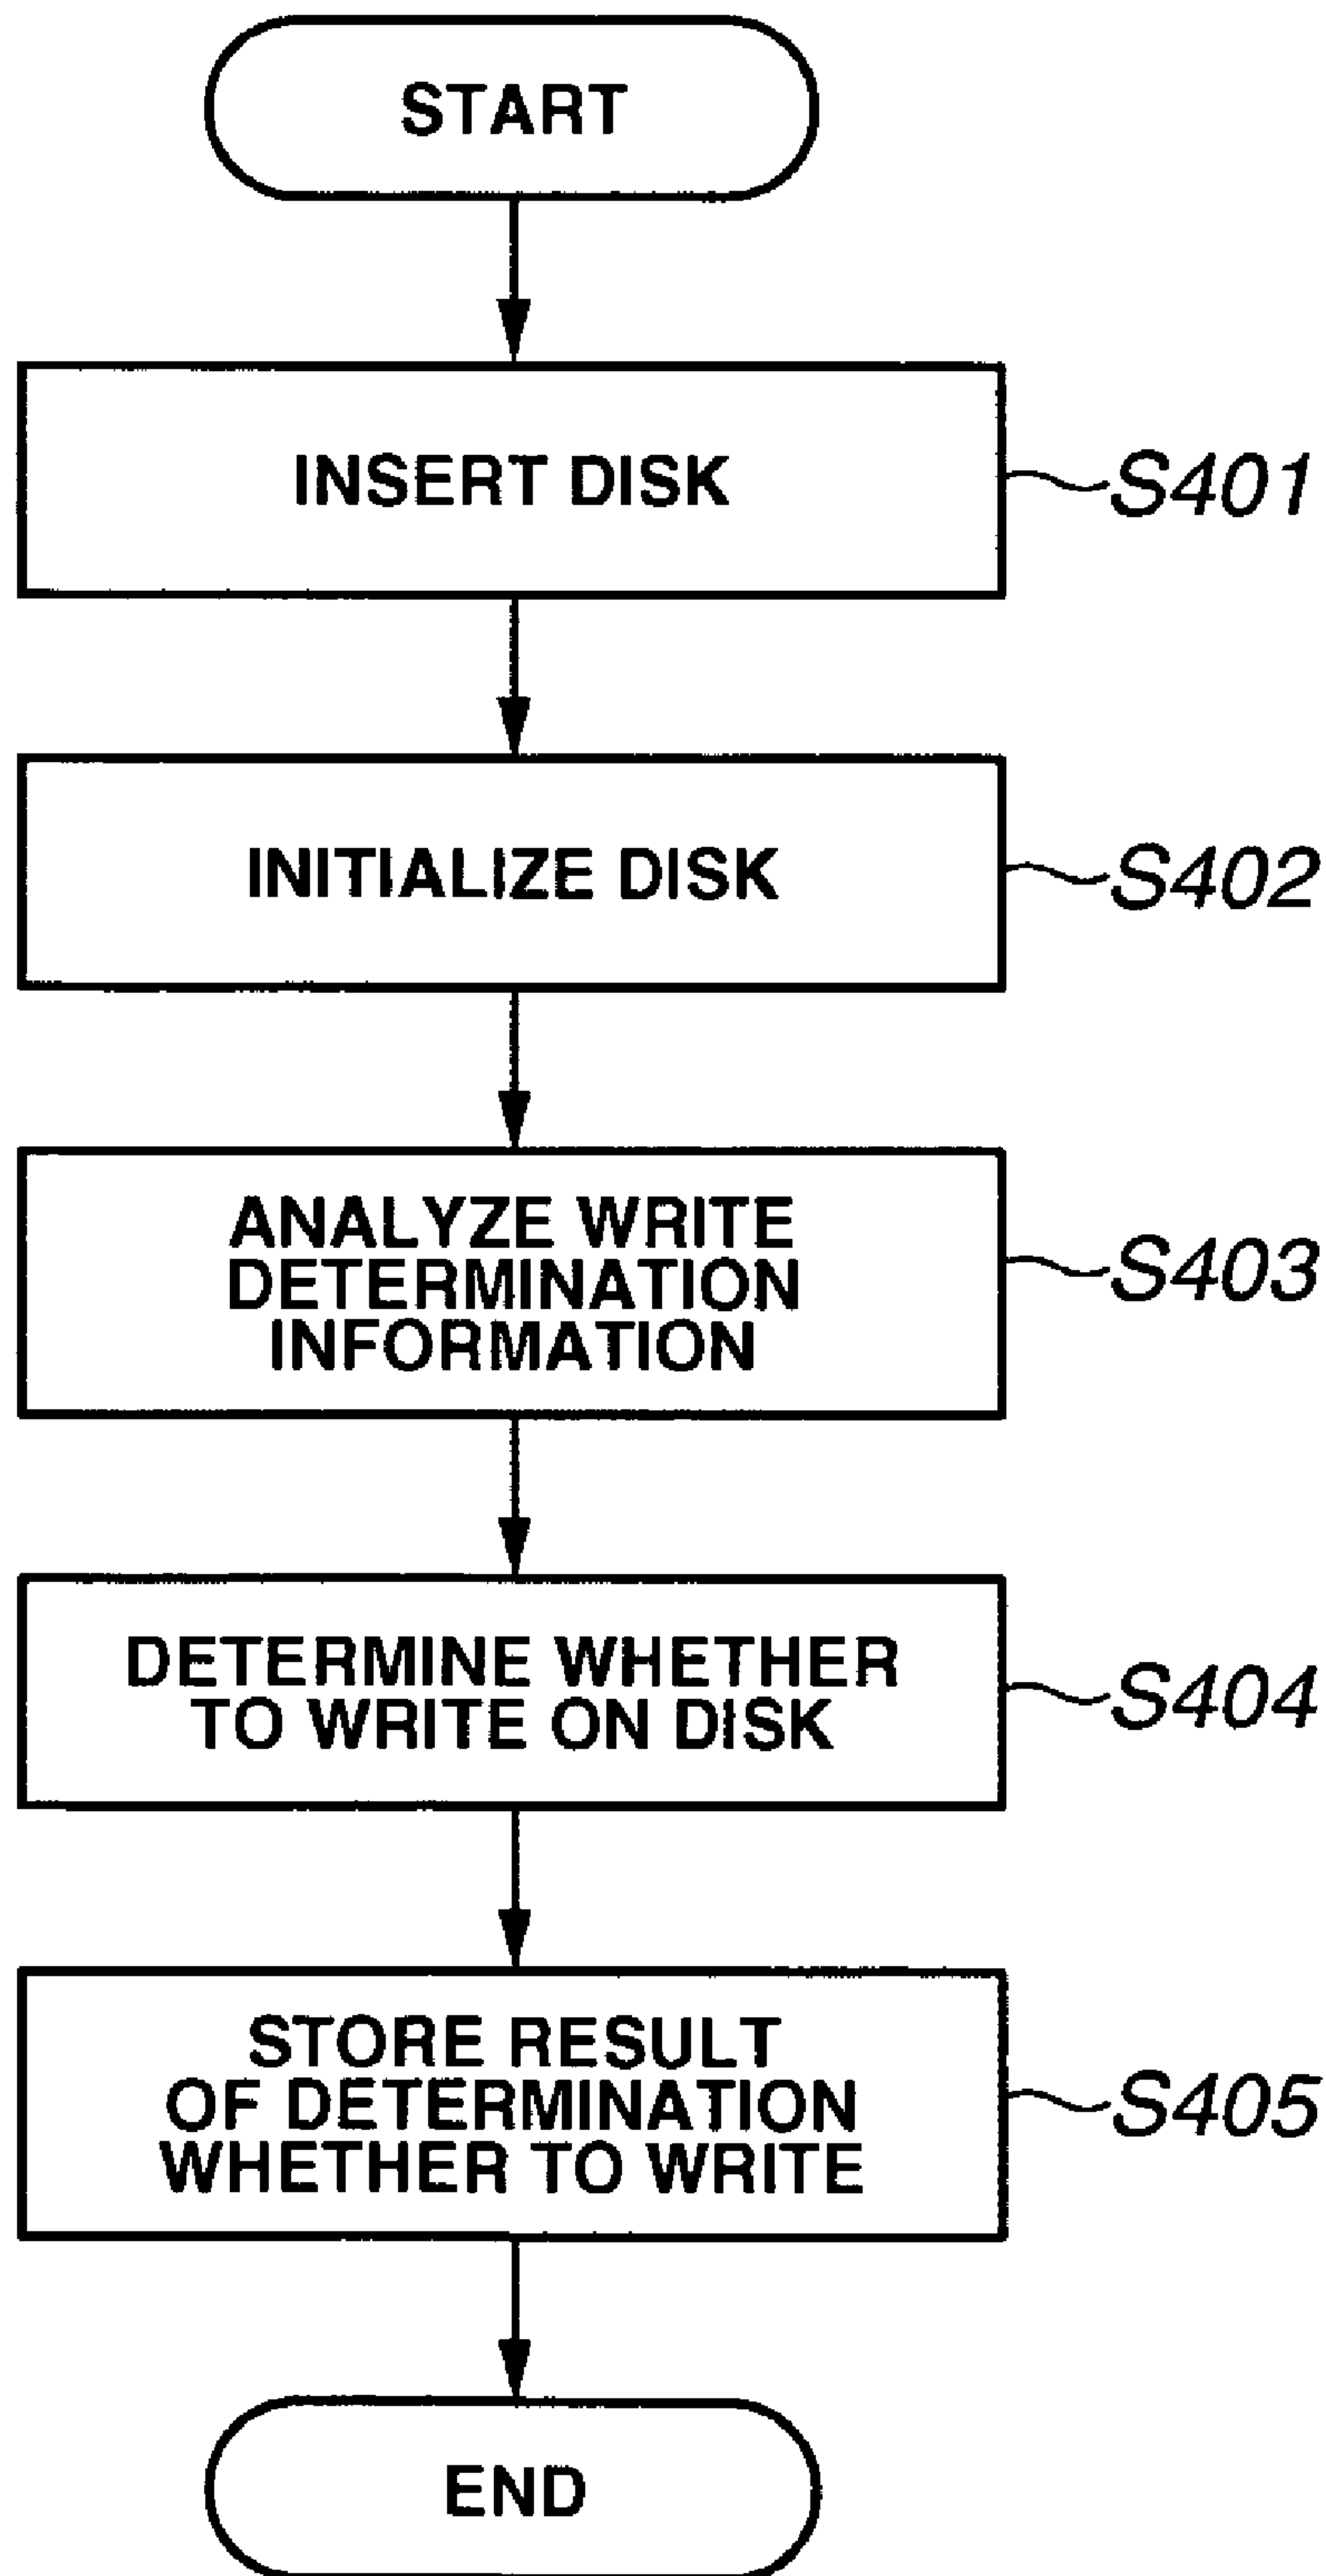 START
INSERT DISK
S401
INITIALIZE DISK
S402
ANALYZE WRITE
DETERMINATION
INFORMATION
S403
DETERMINE WHETHER
TO WRITE ON DISK
S404
STORE RESULT
OF DETERMINATION
WHETHER TO WRITE
S405
END